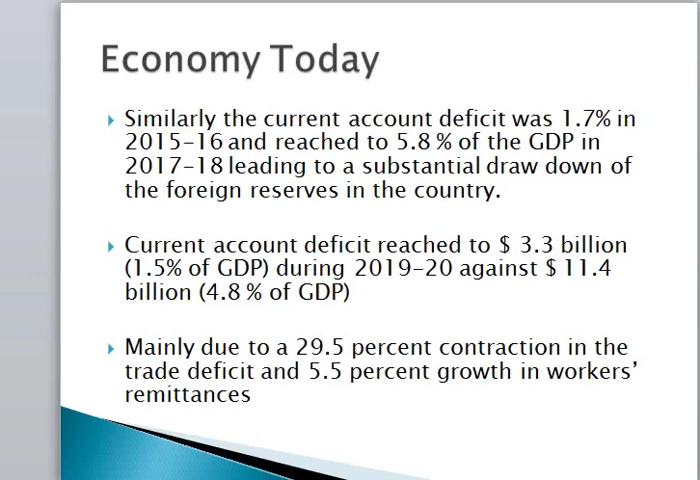 Economy Today
Similarly the current account deficit was 1.7% in
2015-16 and reached to 5.8 % of the GDP in
2017-18 leading to a substantial draw down of
the foreign reserves in the country.
Current account deficit reached to $ 3.3 billion
(1.5% of GDP) during 2019-20 against $ 11.4
billion (4.8 % of GDP)
Mainly due to a 29.5 percent contraction in the
trade deficit and 5.5 percent growth in workers’
remittances